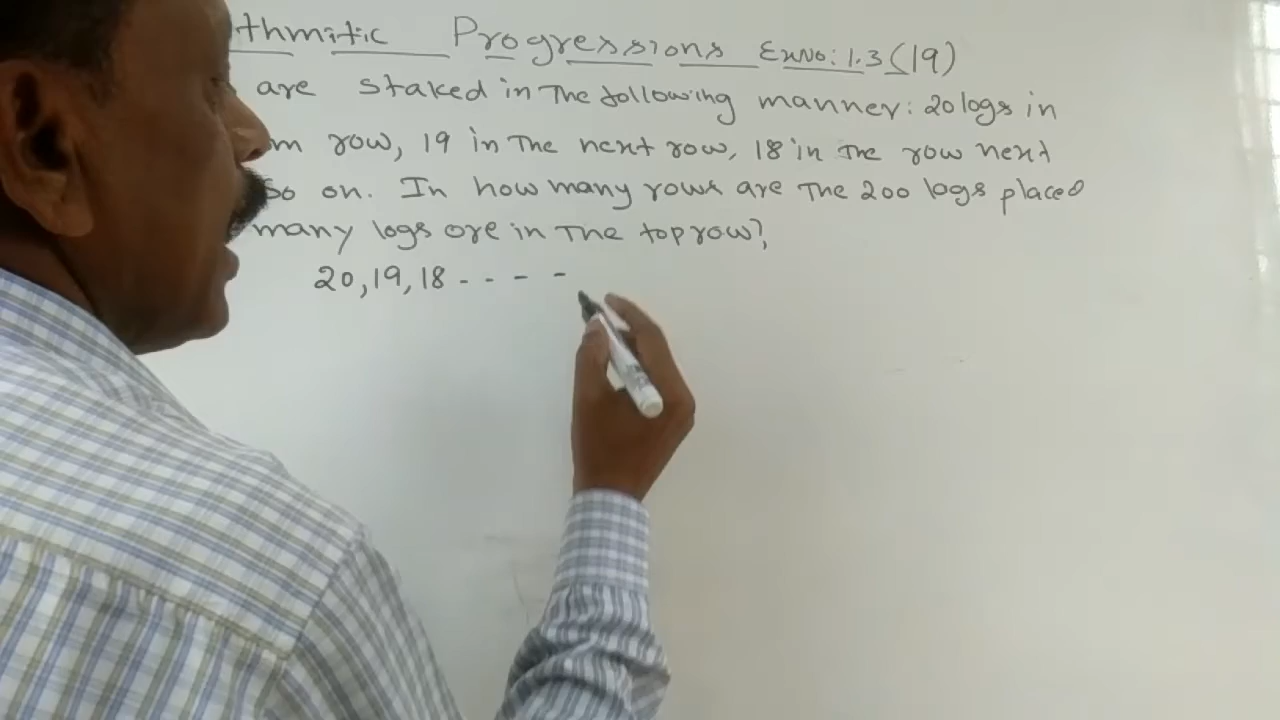 thmitic Progressions ExNo: 1.3 (19)
are staked in The following manner: 20 logs in
m row, 19 in The next row, 18 in The row next
so on. In how many rows are The 200 logs placed
many logs are in The top row?,
20, 19, 18 - - - -